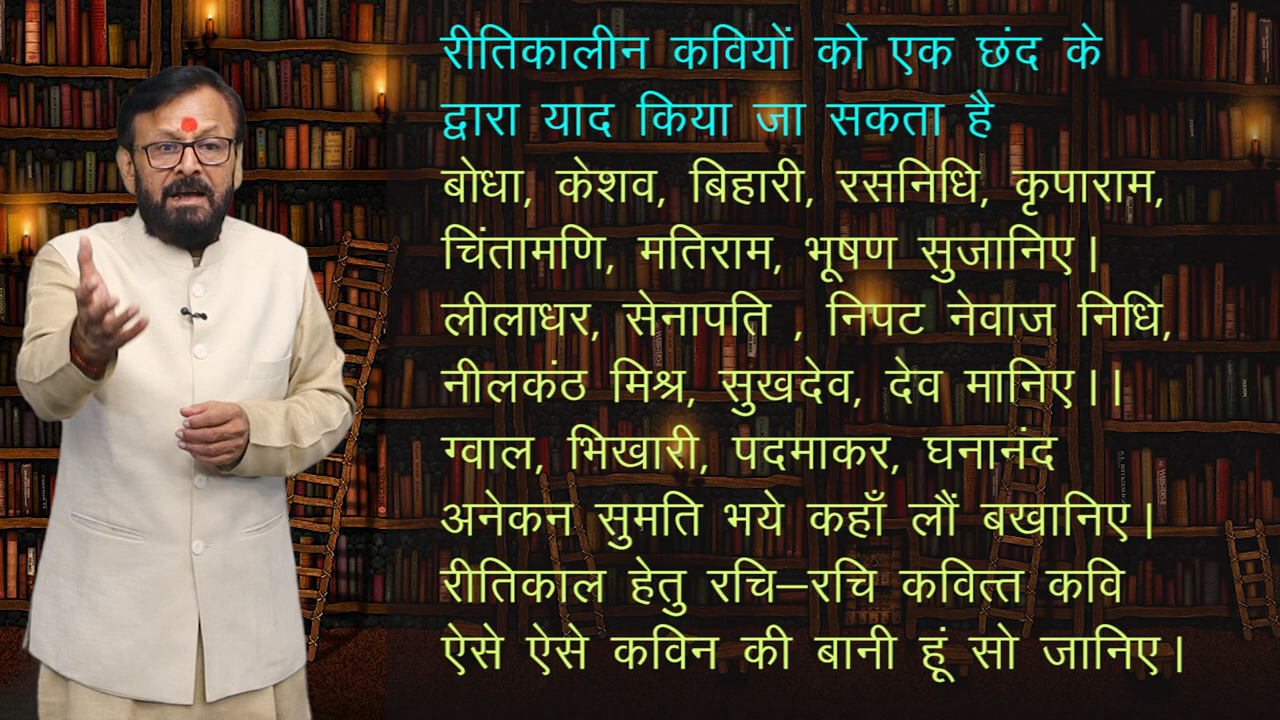 रीतिकालीन कवियों को एक छंद के
द्वारा याद किया जा सकता है
बोधा, केशव, बिहारी, रसनिधि, कृपाराम,
चिंतामणि, मतिराम, भूषण सुजानिए।
लीलाधर, सेनापति , निपट नेवाज निधि,
नीलकंठ मिश्र, सुखदेव, देव मानिए।।
ग्वाल, भिखारी, पदमाकर, घनानंद
अनेकन सुमति भये कहाँ लौं बखानिए।
रीतिकाल हेतु रचि–रचि कवित्त कवि
ऐसे ऐसे कविन की बानी हूं सो जानिए।